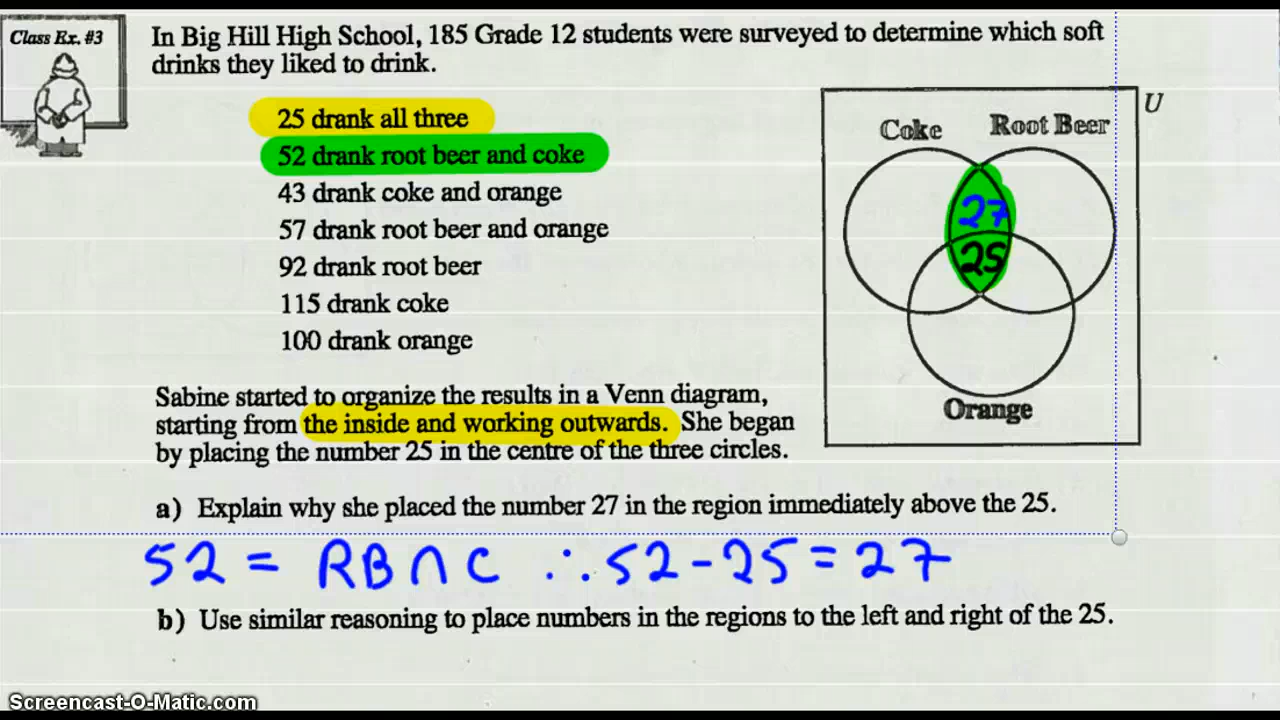 Class Ex. #3
In Big Hill High School, 185 Grade 12 students were surveyed to determine which soft
drinks they liked to drink.
25 drank all three
52 drank root beer and coke
43 drank coke and orange
57 drank root beer and orange
92 drank root beer
115 drank coke
100 drank orange
U
Coke Root Beer
27
25
Orange
Sabine started to organize the results in a Venn diagram,
starting from the inside and working outwards. She began
by placing the number 25 in the centre of the three circles.
a) Explain why she placed the number 27 in the region immediately above the 25.
52 = RB ∩ C ∴ 52 - 25 = 27
b) Use similar reasoning to place numbers in the regions to the left and right of the 25.
Screencast-O-Matic.com